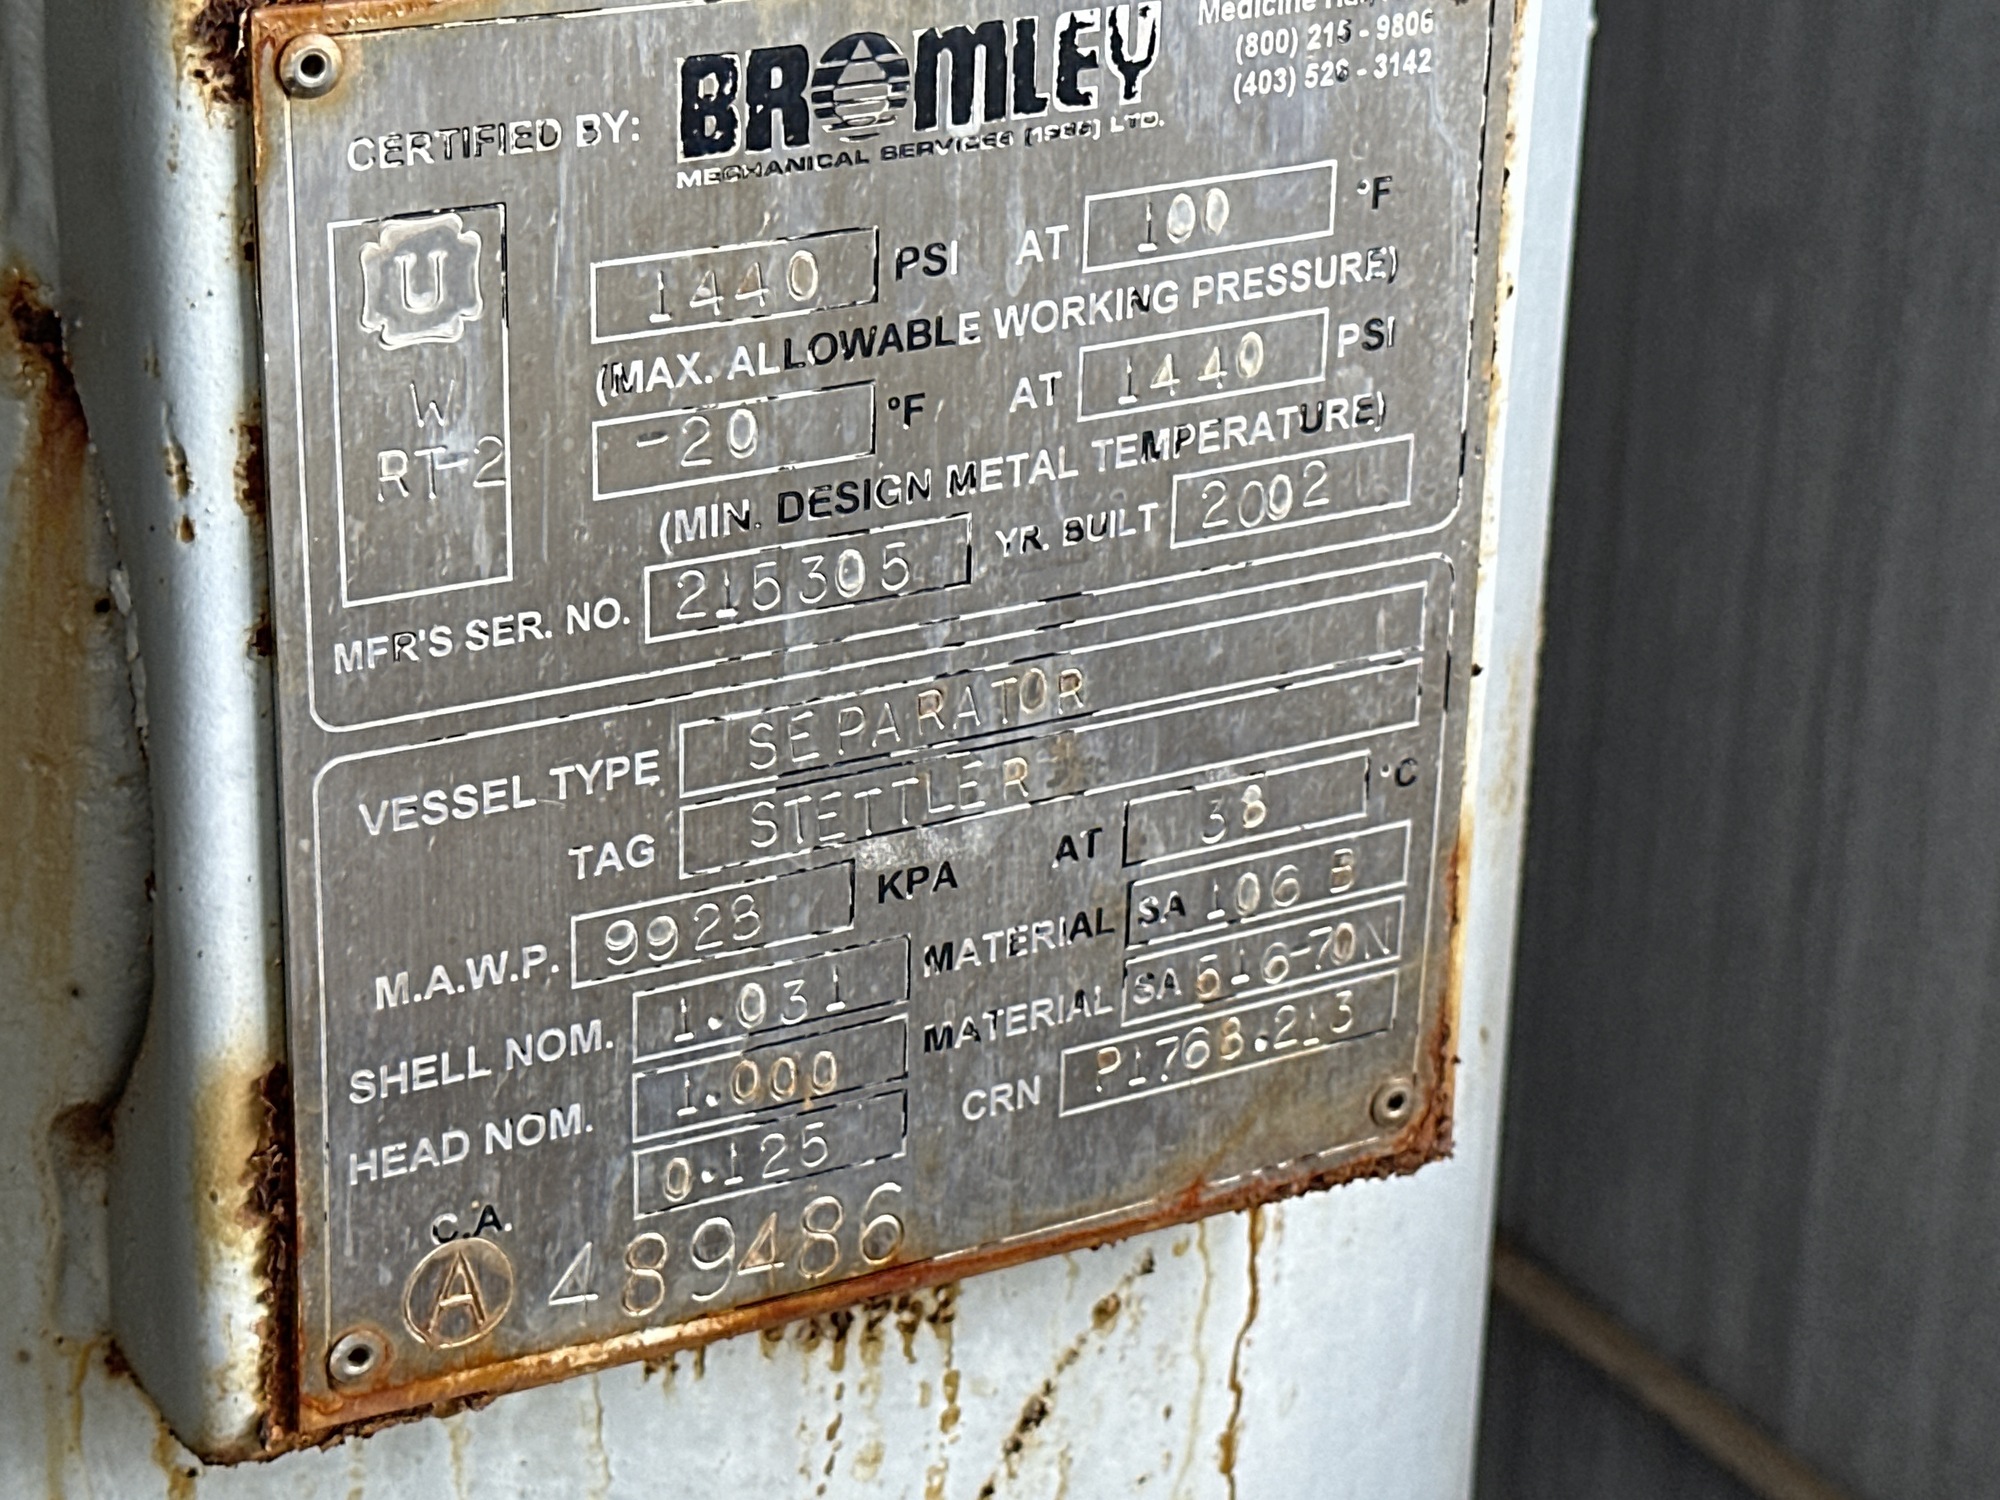 (800) 215 - 9806
(403) 526 - 3142
CERTIFIED BY: BROMLEY
MECHANICAL SERVICES (1986) LTD.
U
W
RT-2
1440 PSI AT 100 °F
(MAX. ALLOWABLE WORKING PRESSURE)
-20 °F AT 1440 PSI
(MIN. DESIGN METAL TEMPERATURE)
MFR'S SER. NO. 215305 YR. BUILT 2002
VESSEL TYPE SEPARATOR
TAG STETTLER
M.A.W.P. 9928 KPA AT 38 °C
SHELL NOM. 1.031 MATERIAL SA 106 B
HEAD NOM. 1.000 MATERIAL SA 516-70N
C.A. 0.125 CRN P1768.213
A 489486